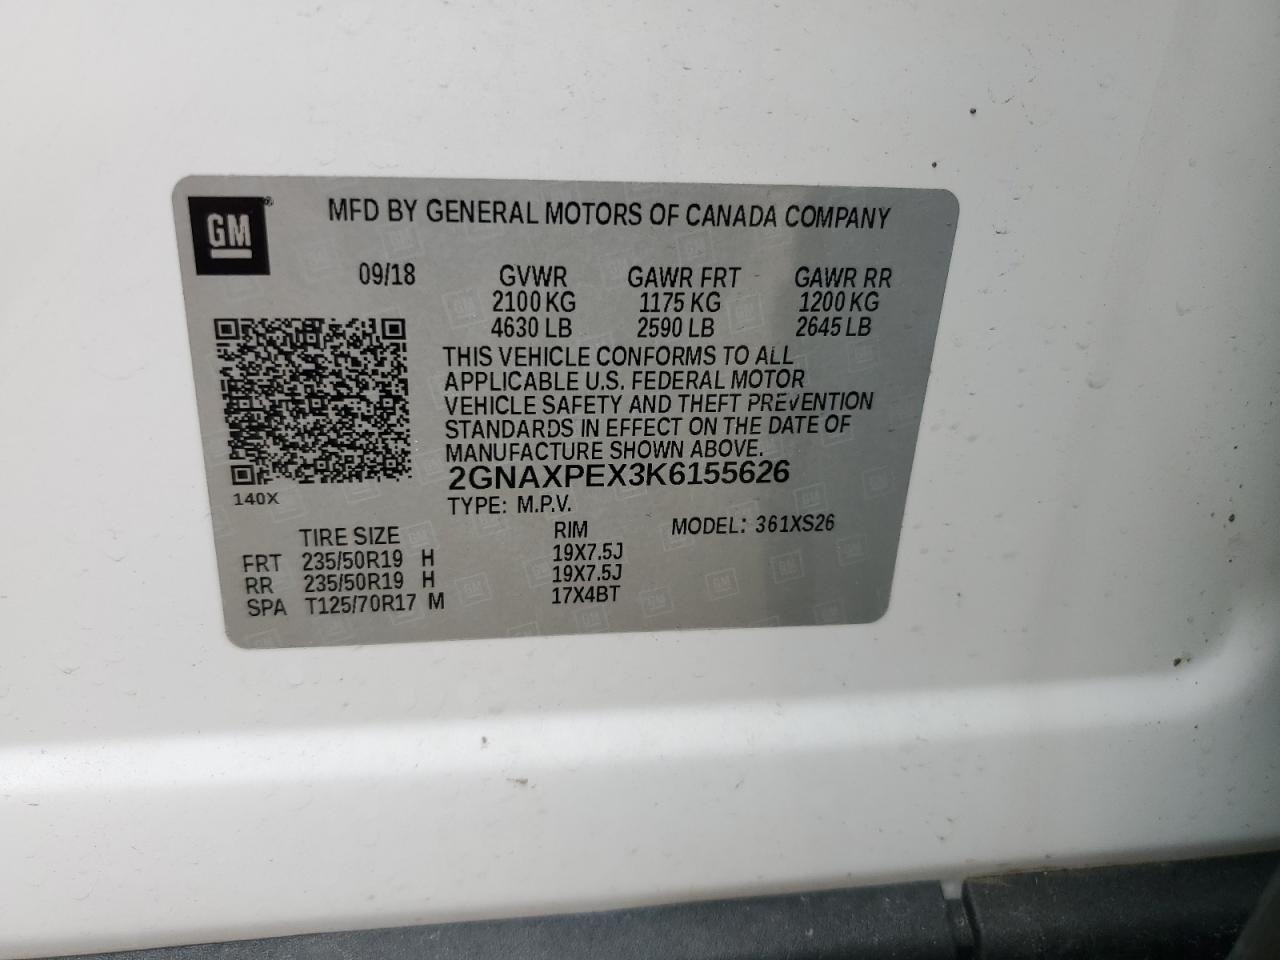 GM®
MFD BY GENERAL MOTORS OF CANADA COMPANY
09/18 GVWR GAWR FRT GAWR RR
2100 KG 1175 KG 1200 KG
4630 LB 2590 LB 2645 LB
THIS VEHICLE CONFORMS TO ALL
APPLICABLE U.S. FEDERAL MOTOR
VEHICLE SAFETY AND THEFT PREVENTION
STANDARDS IN EFFECT ON THE DATE OF
MANUFACTURE SHOWN ABOVE.
2GNAXPEX3K6155626
140X
TYPE: M.P.V.
TIRE SIZE RIM MODEL: 361XS26
FRT 235/50R19 H 19X7.5J
RR 235/50R19 H 19X7.5J
SPA T125/70R17 M 17X4BT